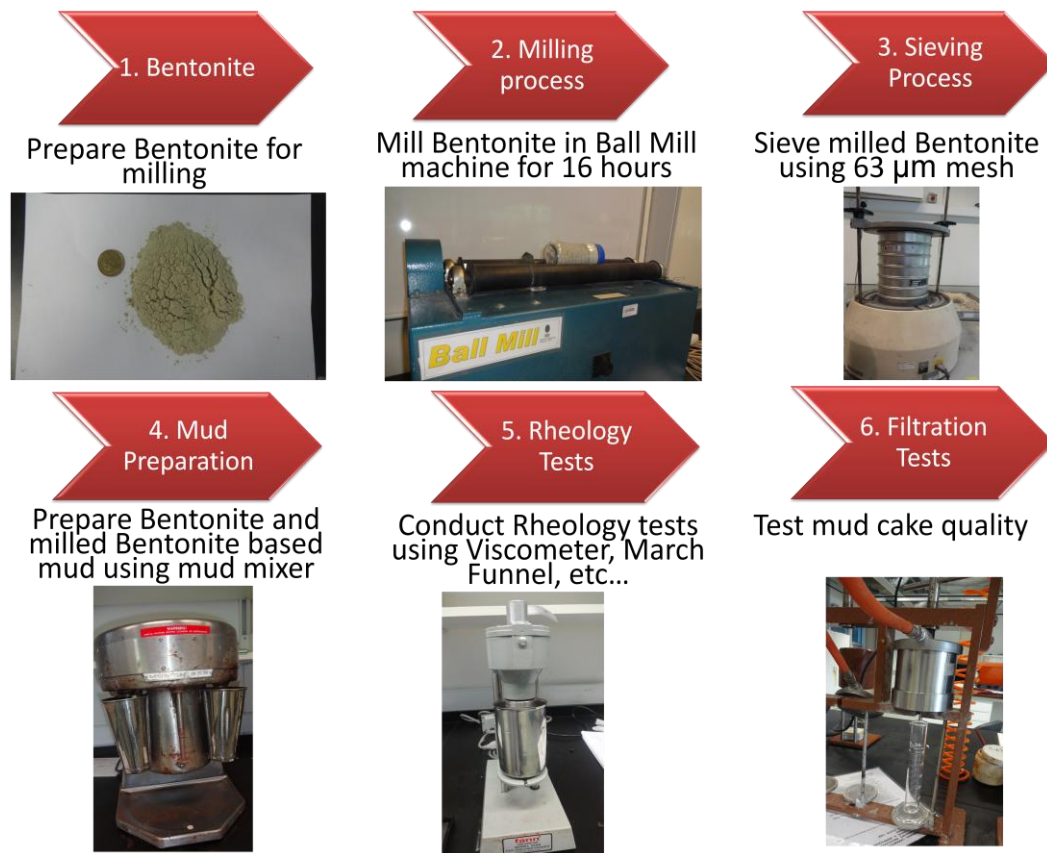 1. Bentonite
2. Milling
process
3. Sieving
Process
Prepare Bentonite for
milling
Mill Bentonite in Ball Mill
machine for 16 hours
Sieve milled Bentonite
using 63 µm mesh
Ball Mill
4. Mud
Preparation
5. Rheology
Tests
6. Filtration
Tests
Prepare Bentonite and
milled Bentonite based
mud using mud mixer
Conduct Rheology tests
using Viscometer, March
Funnel, etc...
Test mud cake quality